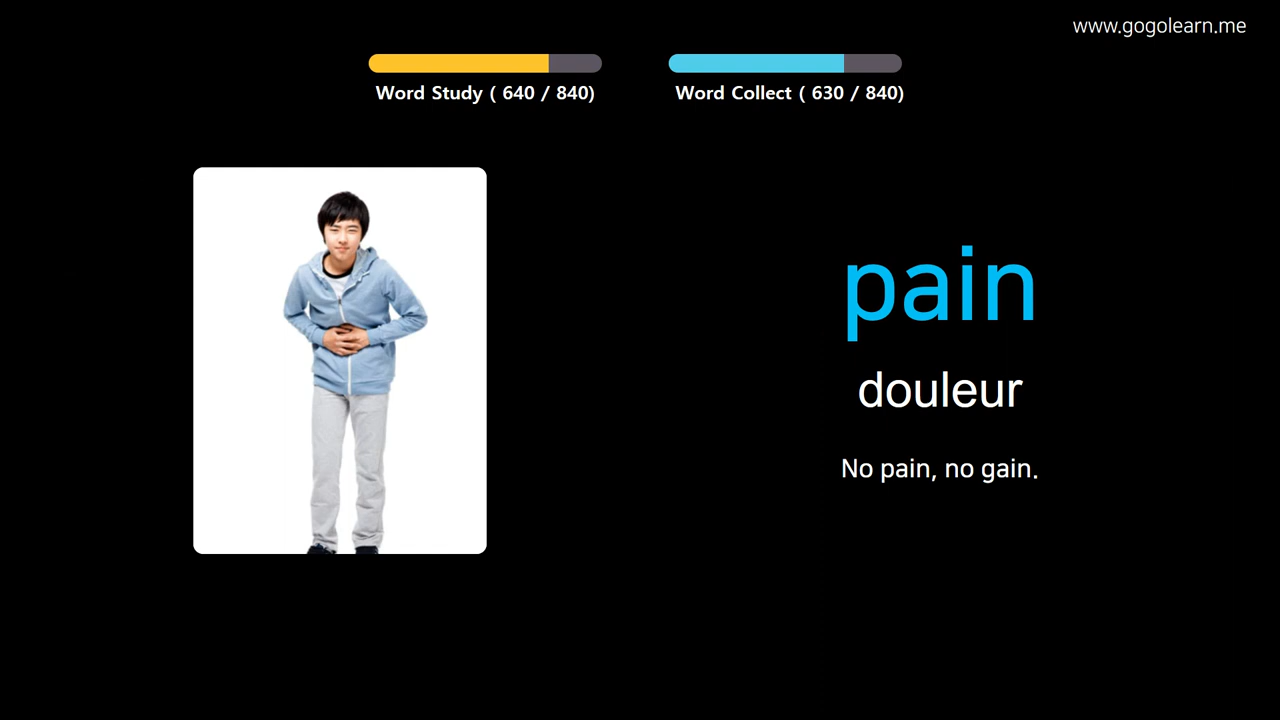 www.gogolearn.me
Word Study ( 640 / 840)
Word Collect ( 630 / 840)
pain
douleur
No pain, no gain.